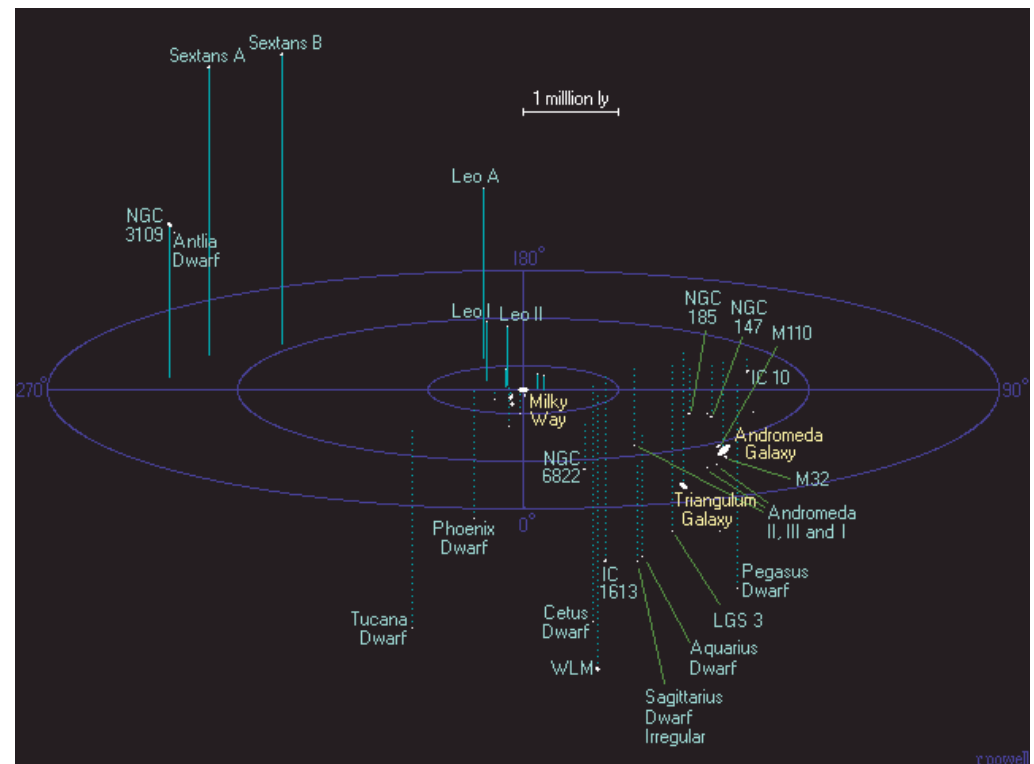 Sextans A
Sextans B
1 milllion ly
Leo A
NGC
3109
Antlia
Dwarf
180°
Leo I
Leo II
NGC
185
NGC
147
M110
270°
IC 10
90°
Milky
Way
Andromeda
Galaxy
NGC
6822
M32
Triangulum
Galaxy
Andromeda
II, III and I
0°
Phoenix
Dwarf
IC
1613
Pegasus
Dwarf
Tucana
Dwarf
Cetus
Dwarf
LGS 3
WLM
Aquarius
Dwarf
Sagittarius
Dwarf
Irregular
r powell